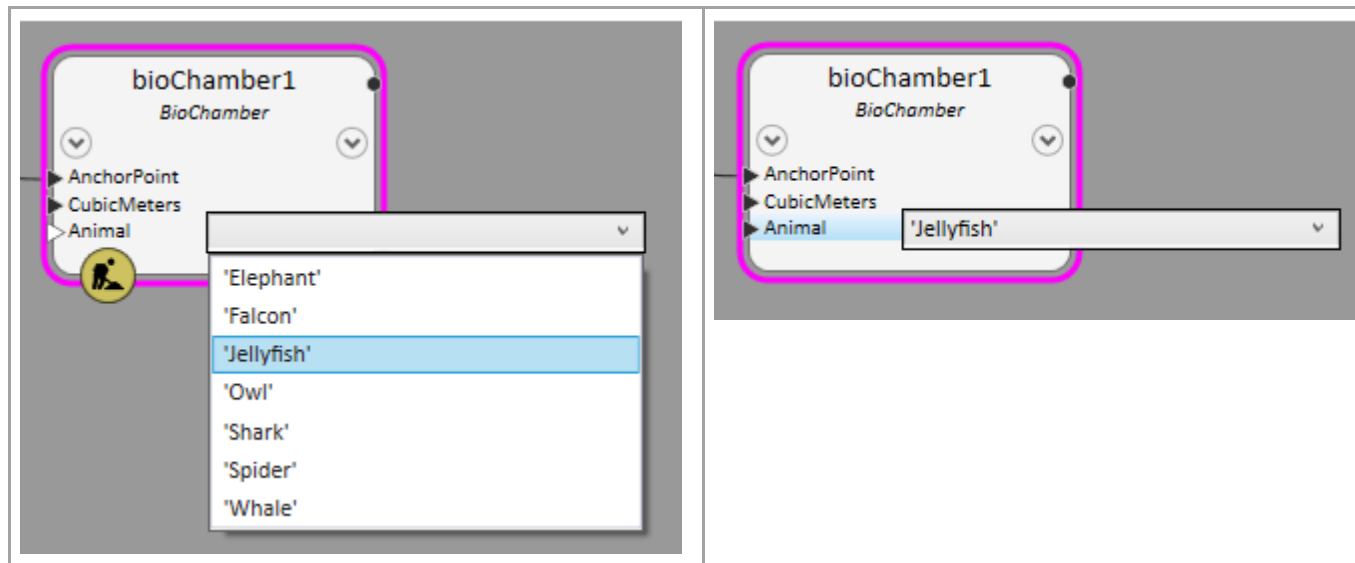 bioChamber1
BioChamber
AnchorPoint
CubicMeters
Animal
'Elephant'
'Falcon'
'Jellyfish'
'Owl'
'Shark'
'Spider'
'Whale'
bioChamber1
BioChamber
AnchorPoint
CubicMeters
Animal 'Jellyfish'